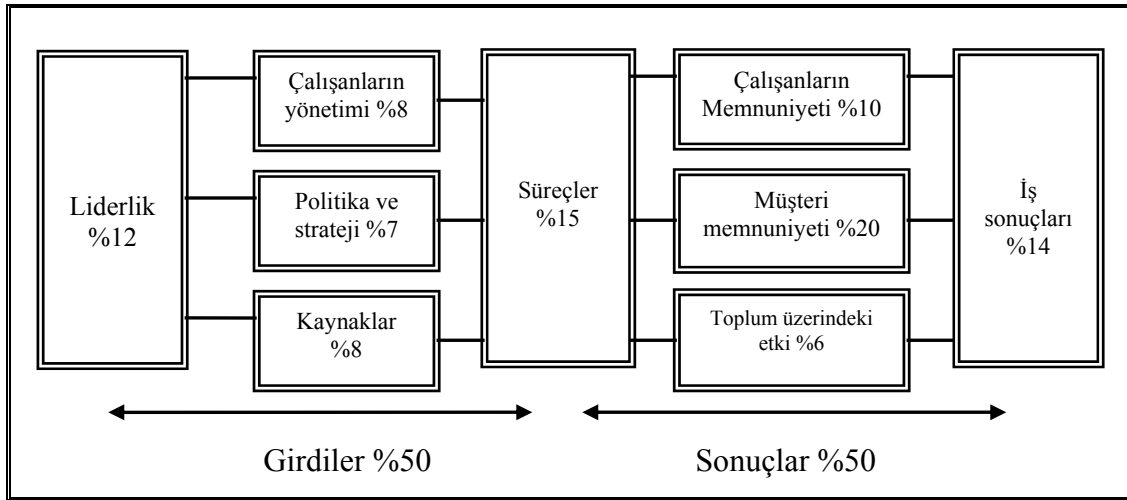 Liderlik
%12
Çalışanların
yönetimi %8
Politika ve
strateji %7
Kaynaklar
%8
Süreçler
%15
Çalışanların
Memnuniyeti %10
Müşteri
memnuniyeti %20
Toplum üzerindeki
etki %6
İş
sonuçları
%14
Girdiler %50
Sonuçlar %50